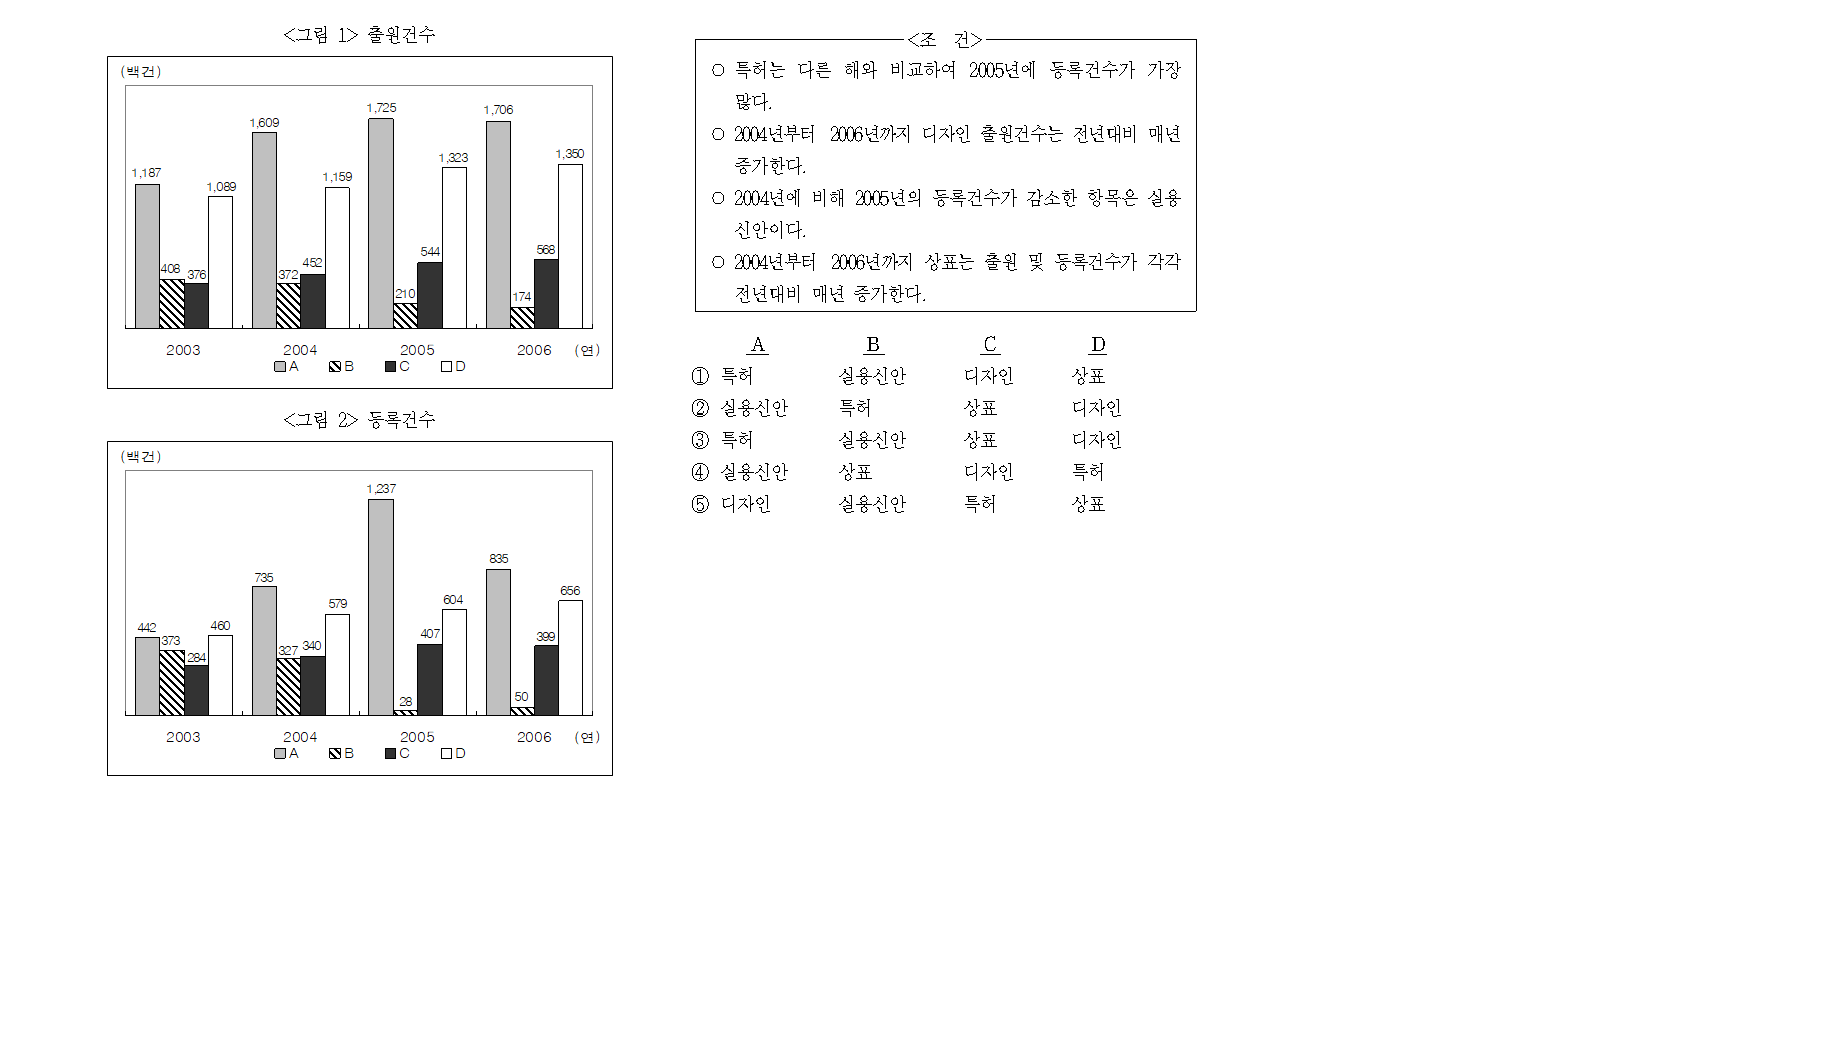 <그림 1> 출원건수
(백건)
1,187 408 376 1,089
1,609 372 452 1,159
1,725 210 544 1,323
1,706 174 568 1,350
2003 2004 2005 2006 (연)
A B C D
<그림 2> 등록건수
(백건)
442 373 284 460
735 327 340 579
1,237 28 407 604
835 50 399 656
2003 2004 2005 2006 (연)
A B C D
<조 건>
○ 특허는 다른 해와 비교하여 2005년에 등록건수가 가장
많다.
○ 2004년부터 2006년까지 디자인 출원건수는 전년대비 매년
증가한다.
○ 2004년에 비해 2005년의 등록건수가 감소한 항목은 실용
신안이다.
○ 2004년부터 2006년까지 상표는 출원 및 등록건수가 각각
전년대비 매년 증가한다.
A B C D
① 특허 실용신안 디자인 상표
② 실용신안 특허 상표 디자인
③ 특허 실용신안 상표 디자인
④ 실용신안 상표 디자인 특허
⑤ 디자인 실용신안 특허 상표